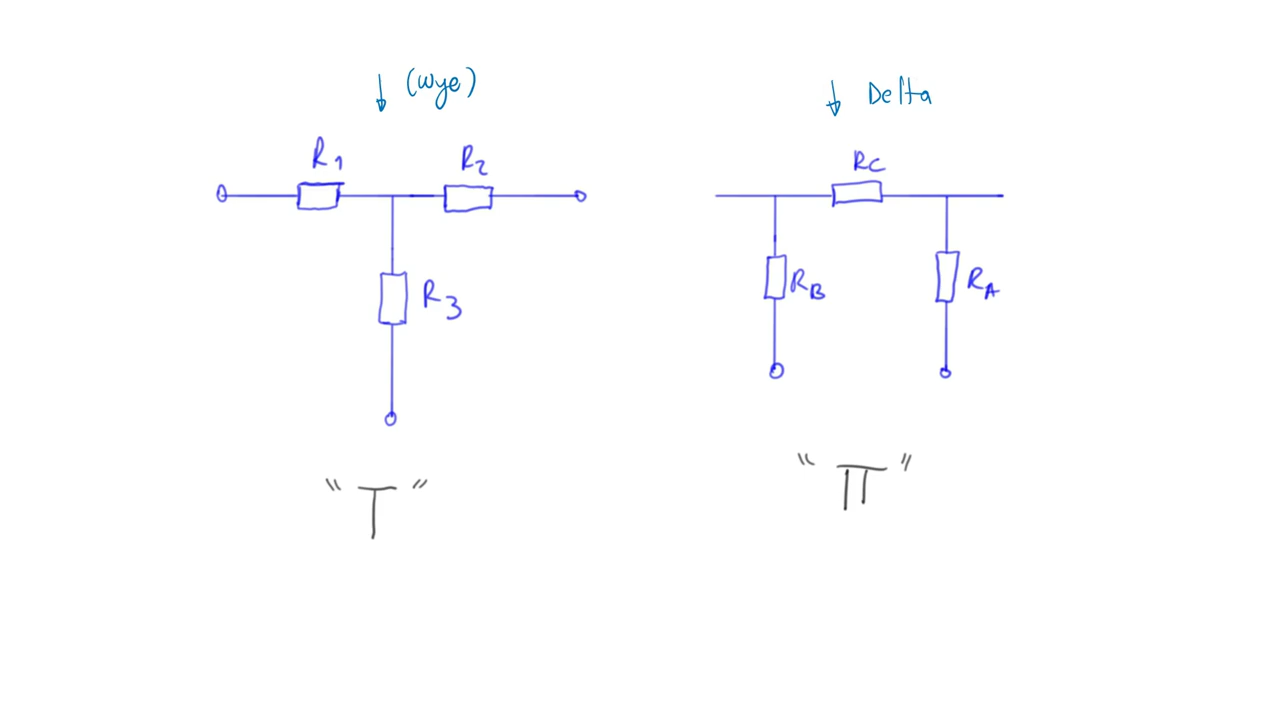 (Wye)
Delta
R1
R2
RC
R3
RB
RA
"T"
"Π"